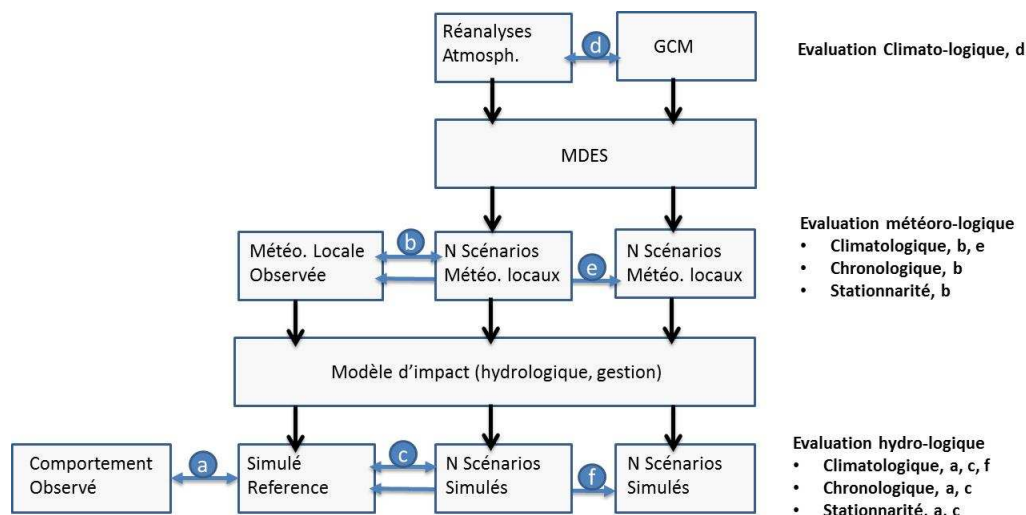 Réanalyses
Atmosph.
d
GCM
Evaluation Climato-logique, d
MDES
Météo. Locale
Observée
b
N Scénarios
Météo. locaux
e
N Scénarios
Météo. locaux
Evaluation météoro-logique
• Climatologique, b, e
• Chronologique, b
• Stationnarité, b
Modèle d'impact (hydrologique, gestion)
Comportement
Observé
a
Simulé
Reference
c
N Scénarios
Simulés
f
N Scénarios
Simulés
Evaluation hydro-logique
• Climatologique, a, c, f
• Chronologique, a, c
• Stationnarité, a, c